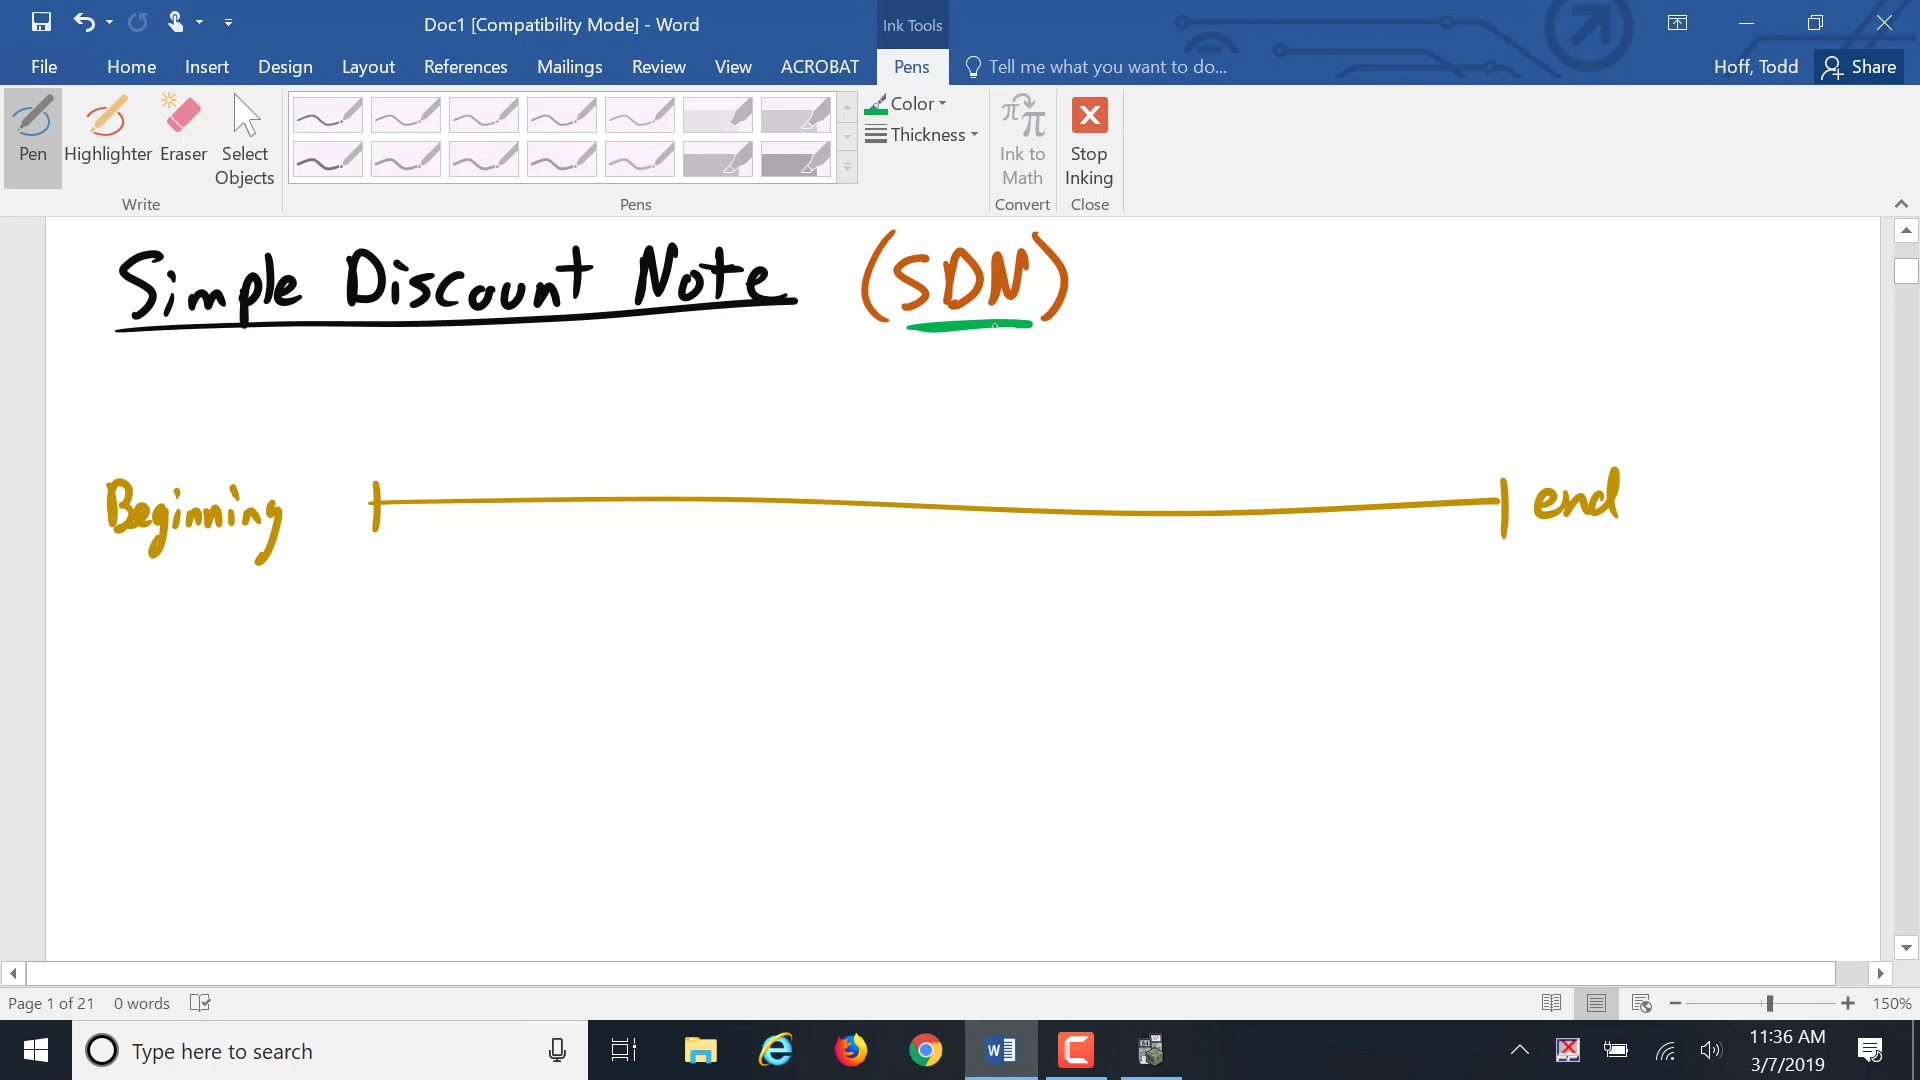 Doc1 [Compatibility Mode] - Word
Ink Tools
File Home Insert Design Layout References Mailings Review View ACROBAT Pens Tell me what you want to do... Hoff, Todd Share
Pen Highlighter Eraser Select Objects
Color
Thickness
Ink to Math
Stop Inking
Write Pens Convert Close
Simple Discount Note (SDN)
Beginning end
Page 1 of 21 0 words 150%
Type here to search
11:36 AM
3/7/2019